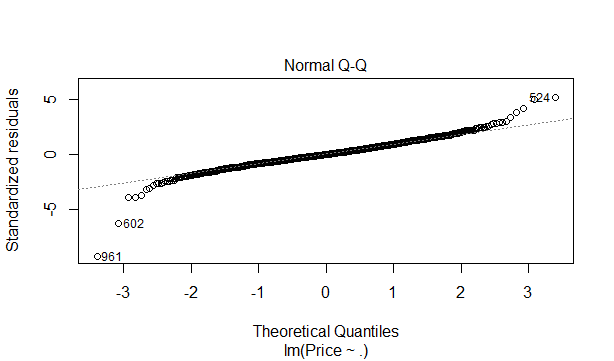 Normal Q-Q
Standardized residuals
5
0
-5
524
602
961
-3 -2 -1 0 1 2 3
Theoretical Quantiles
lm(Price ~ .)